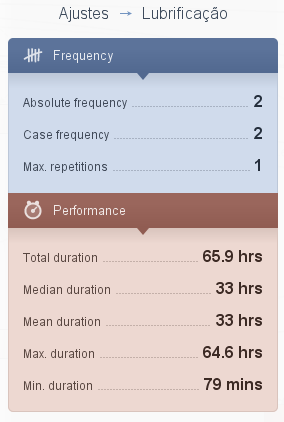 Ajustes → Lubrificação
Frequency
Absolute frequency 2
Case frequency 2
Max. repetitions 1
Performance
Total duration 65.9 hrs
Median duration 33 hrs
Mean duration 33 hrs
Max. duration 64.6 hrs
Min. duration 79 mins